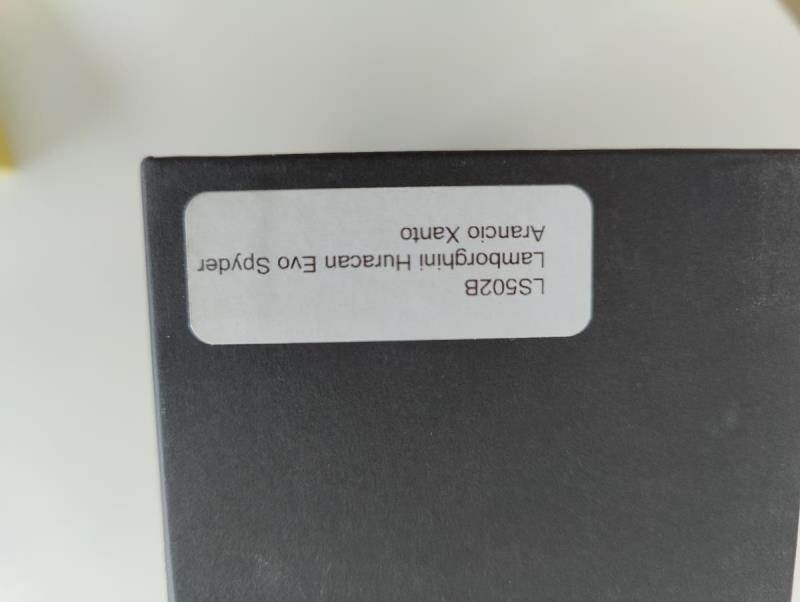 LS502B
Lamborghini Huracan Evo Spyder
Arancio Xanto